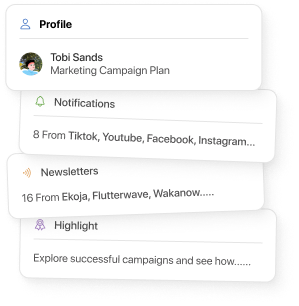 Profile
Tobi Sands
Marketing Campaign Plan
Notifications
8 From Tiktok, Youtube, Facebook, Instagram...
Newsletters
16 From Ekoja, Flutterwave, Wakanow.....
Highlight
Explore successful campaigns and see how......